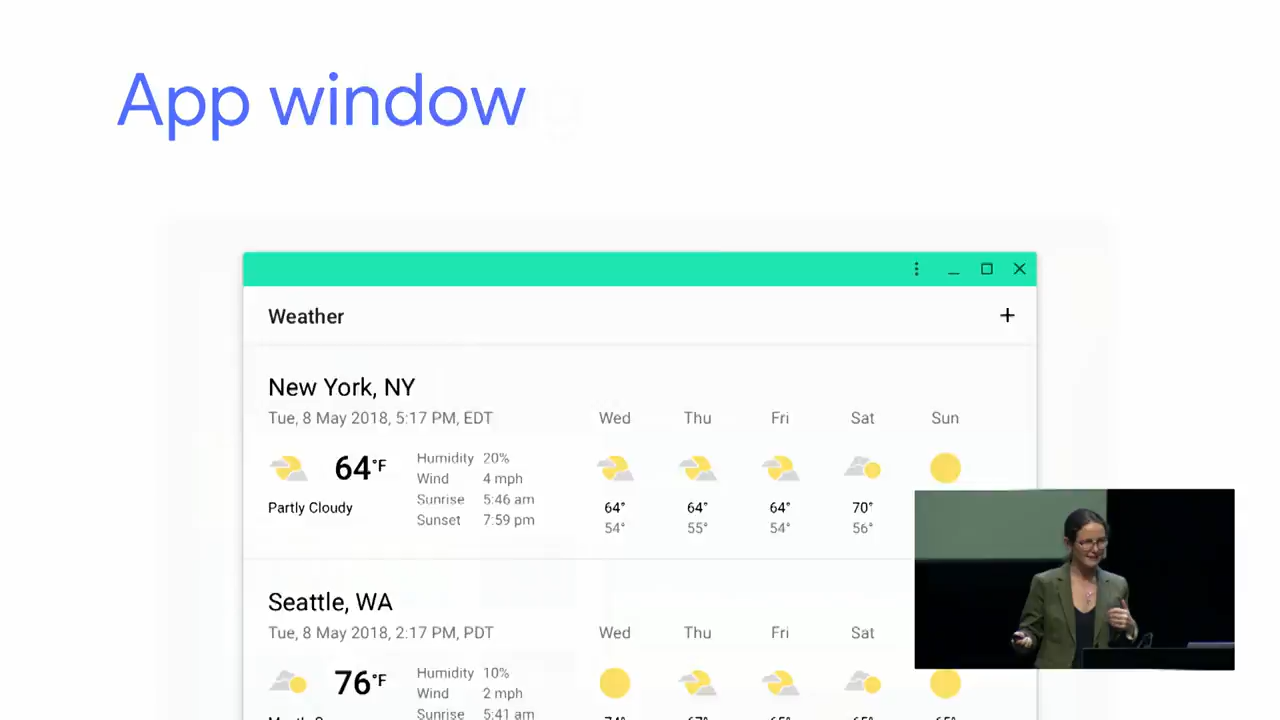 App window
Weather +
New York, NY
Tue, 8 May 2018, 5:17 PM, EDT Wed Thu Fri Sat Sun
64°F Humidity 20%
Wind 4 mph
Sunrise 5:46 am
Sunset 7:59 pm
Partly Cloudy 64° 64° 64° 70°
54° 55° 54° 56°
Seattle, WA
Tue, 8 May 2018, 2:17 PM, PDT Wed Thu Fri Sat
76°F Humidity 10%
Wind 2 mph
Sunrise 5:41 am